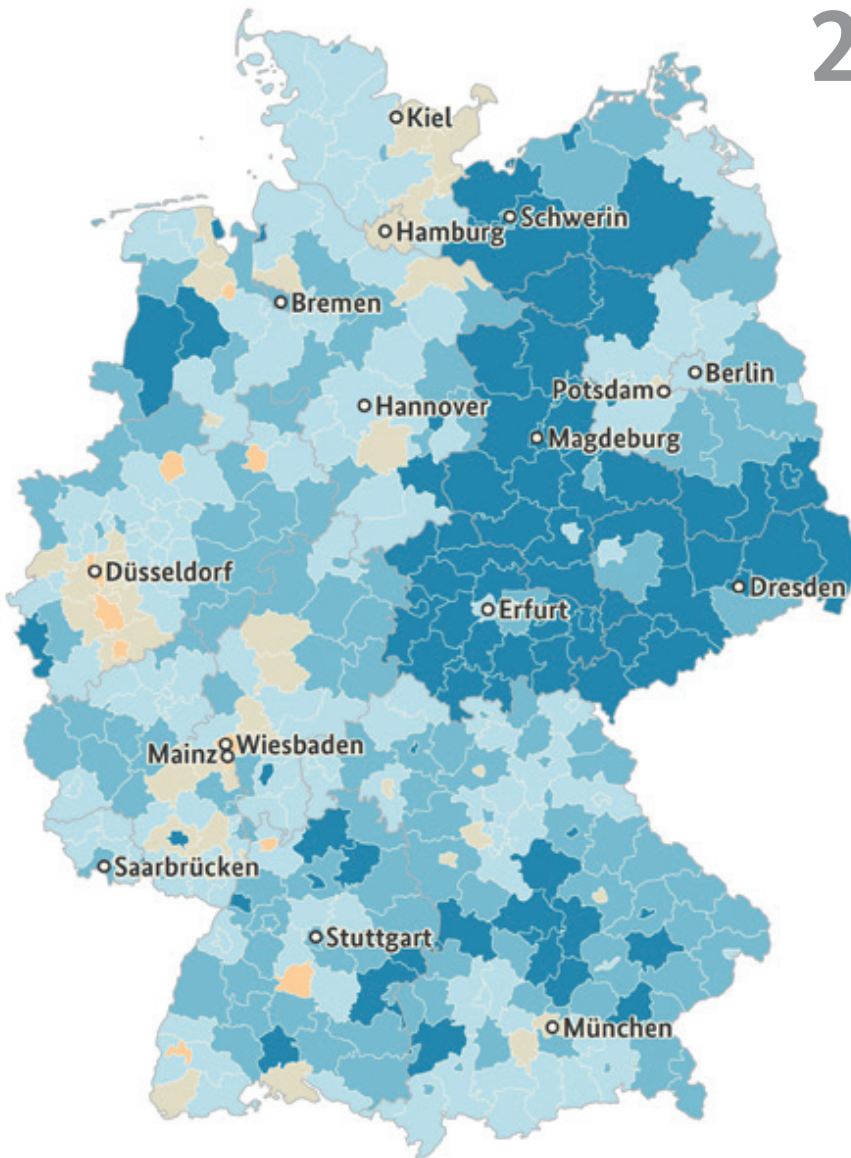 2
Kiel
Schwerin
Hamburg
Bremen
Berlin
Potsdam
Hannover
Magdeburg
Düsseldorf
Dresden
Erfurt
Wiesbaden
Mainz
Saarbrücken
Stuttgart
München